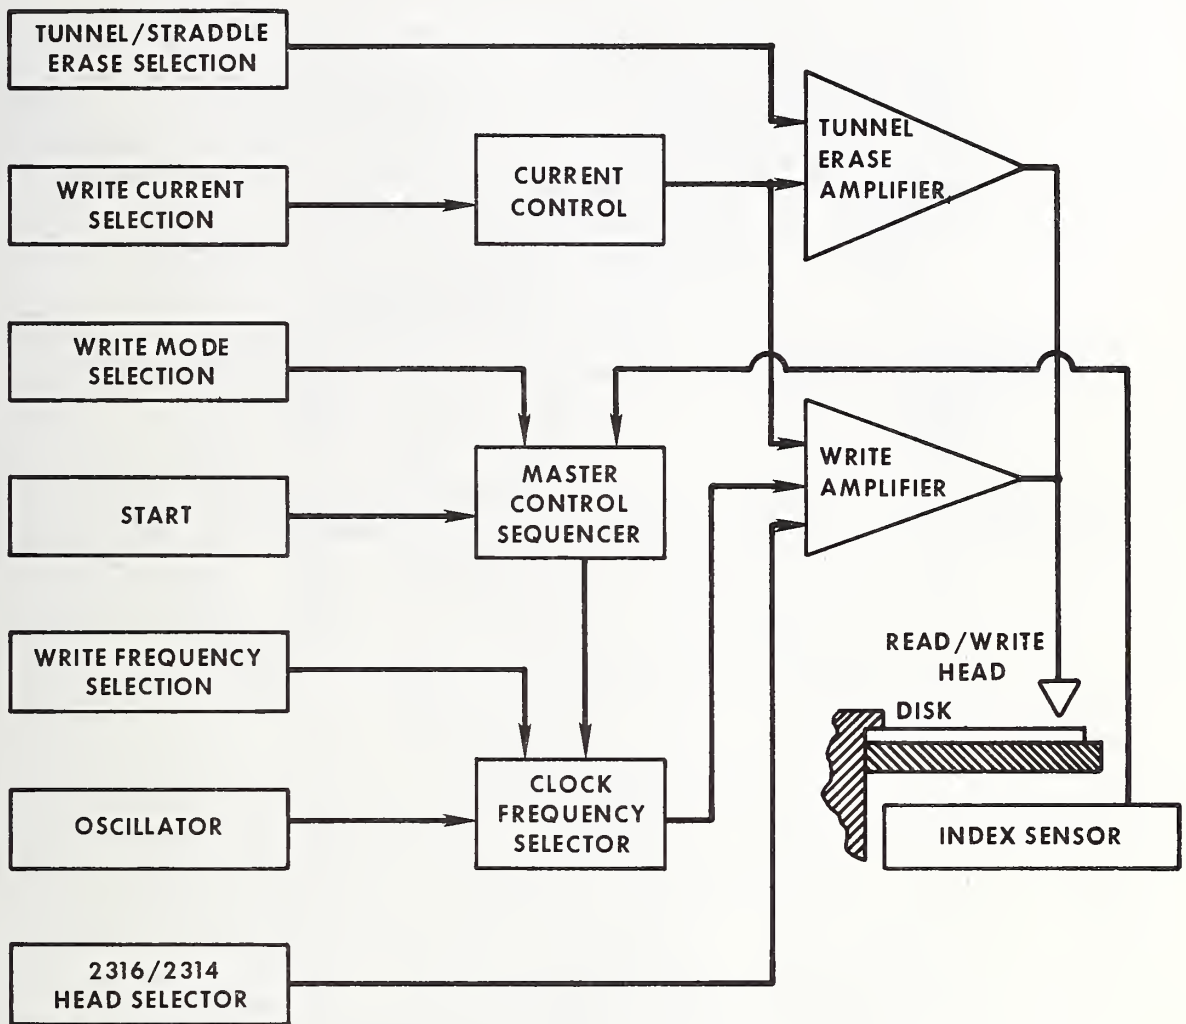 TUNNEL/STRADDLE
ERASE SELECTION
TUNNEL
ERASE
AMPLIFIER
WRITE CURRENT
SELECTION
CURRENT
CONTROL
WRITE MODE
SELECTION
START
MASTER
CONTROL
SEQUENCER
WRITE
AMPLIFIER
WRITE FREQUENCY
SELECTION
READ/WRITE
HEAD
DISK
OSCILLATOR
CLOCK
FREQUENCY
SELECTOR
INDEX SENSOR
2316/2314
HEAD SELECTOR